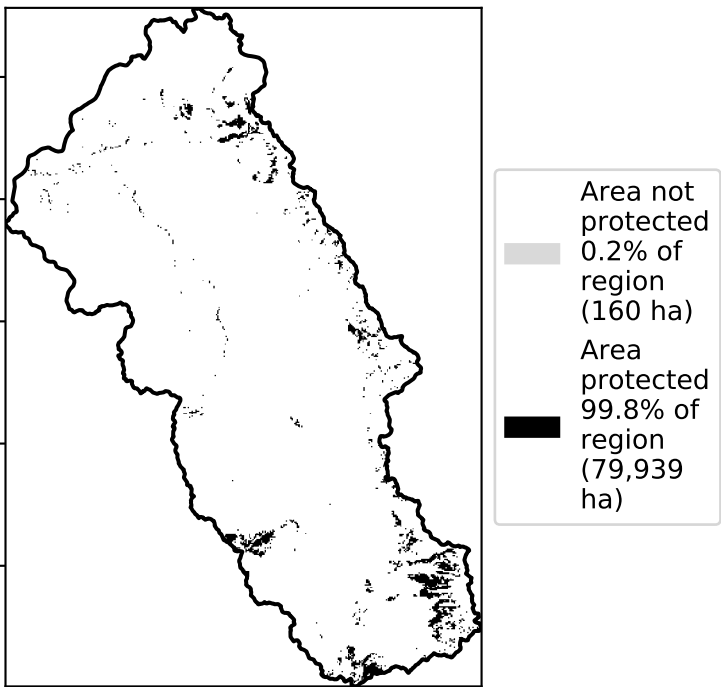 Area not
protected
0.2% of
region
(160 ha)
Area
protected
99.8% of
region
(79,939
ha)